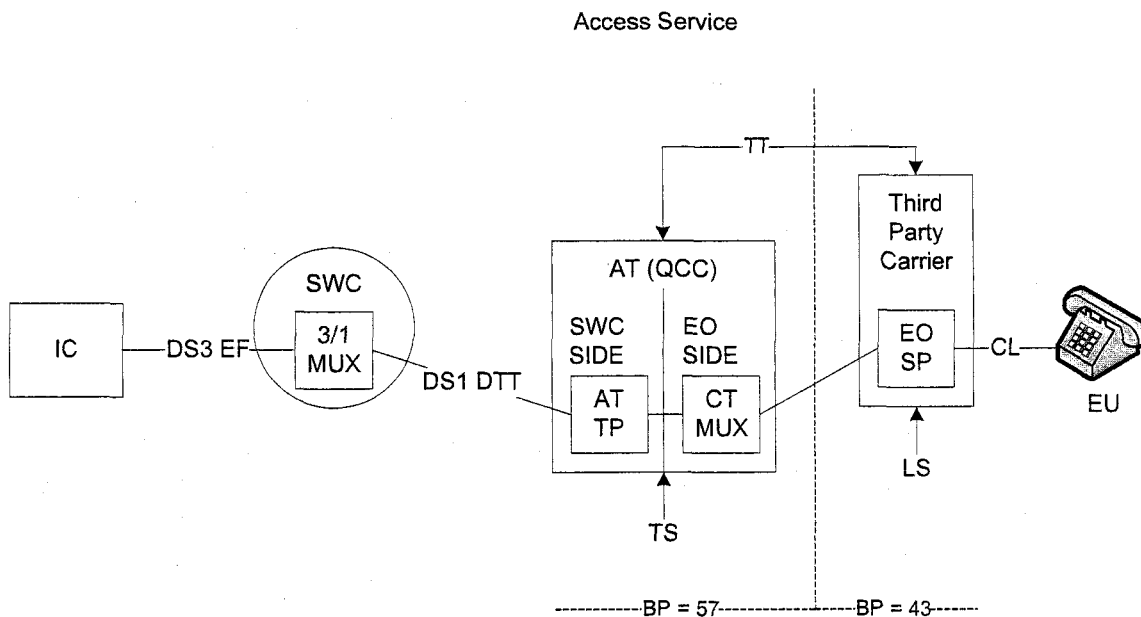 Access Service
TT
Third
Party
Carrier
AT (QCC)
SWC
SWC
SIDE
EO
SIDE
IC
DS3 EF
3/1
MUX
DS1 DTT
AT
TP
CT
MUX
EO
SP
CL
EU
LS
TS
BP = 57
BP = 43